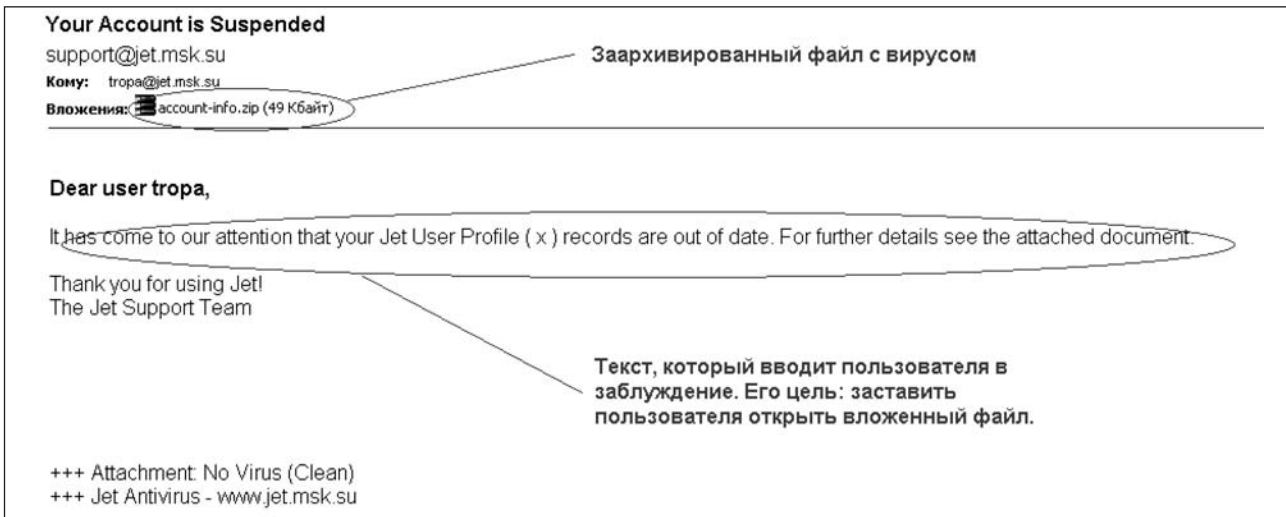 Your Account is Suspended
support@jet.msk.su
Заархивированный файл с вирусом
Кому: tropa@jet.msk.su
Вложения: account-info.zip (49 Кбайт)
Dear user tropa,
It has come to our attention that your Jet User Profile ( x ) records are out of date. For further details see the attached document.
Thank you for using Jet!
The Jet Support Team
Текст, который вводит пользователя в
заблуждение. Его цель: заставить
пользователя открыть вложенный файл.
+++ Attachment: No Virus (Clean)
+++ Jet Antivirus - www.jet.msk.su